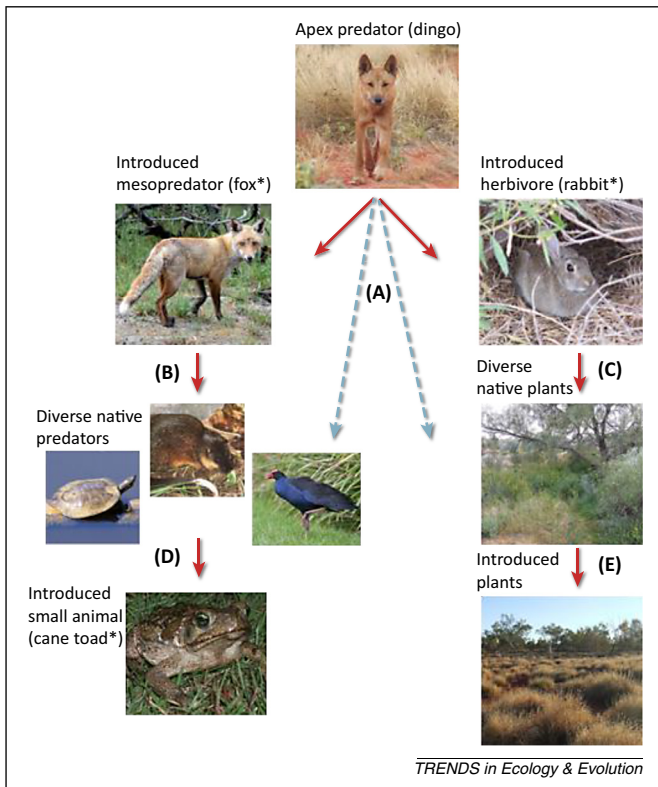 Apex predator (dingo)
Introduced
mesopredator (fox*)
Introduced
herbivore (rabbit*)
(A)
(B)
(C)
Diverse native
predators
Diverse
native plants
(D)
(E)
Introduced
small animal
(cane toad*)
Introduced
plants
TRENDS in Ecology & Evolution